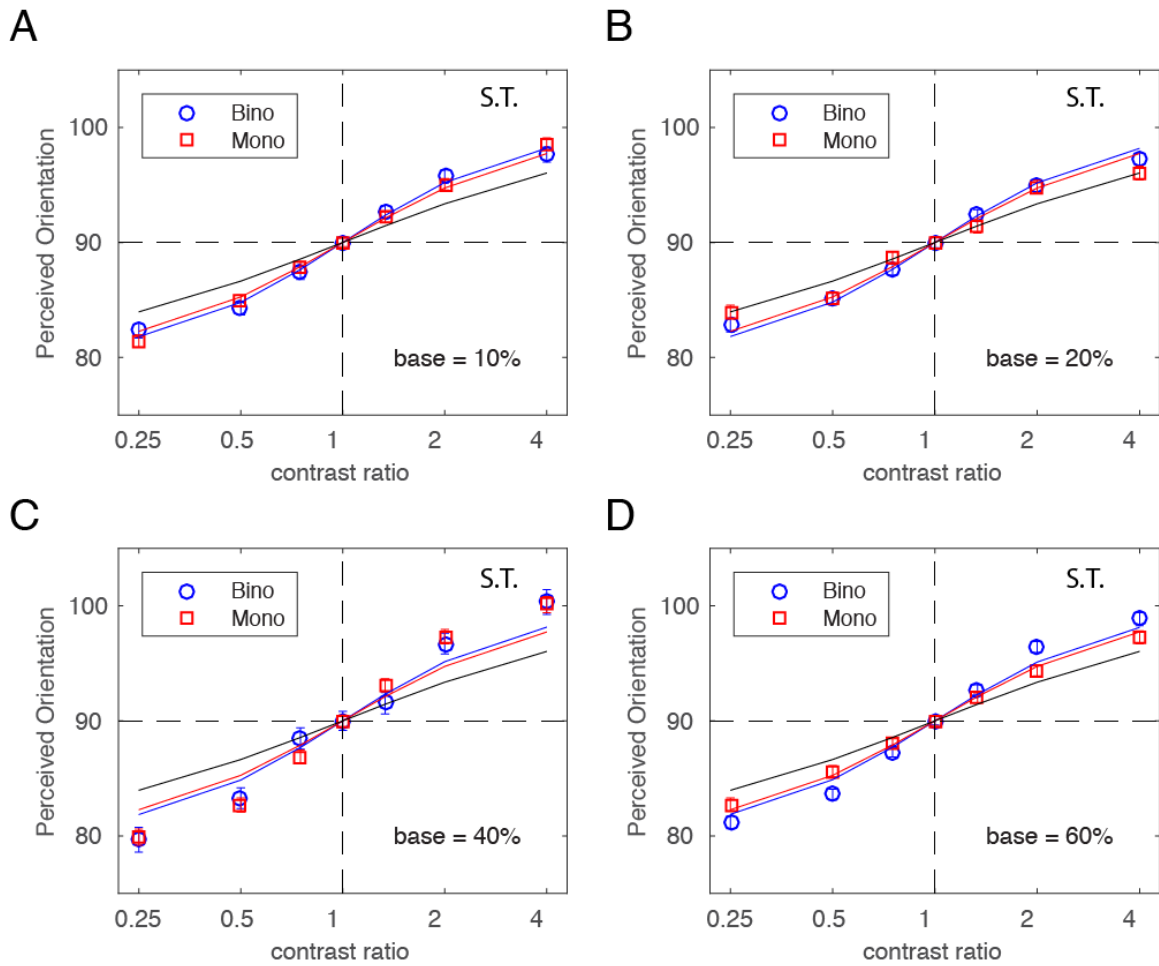 A
S.T.
Bino
Mono
100
90
80
Perceived Orientation
base = 10%
0.25 0.5 1 2 4
contrast ratio
B
S.T.
Bino
Mono
100
90
80
Perceived Orientation
base = 20%
0.25 0.5 1 2 4
contrast ratio
C
S.T.
Bino
Mono
100
90
80
Perceived Orientation
base = 40%
0.25 0.5 1 2 4
contrast ratio
D
S.T.
Bino
Mono
100
90
80
Perceived Orientation
base = 60%
0.25 0.5 1 2 4
contrast ratio